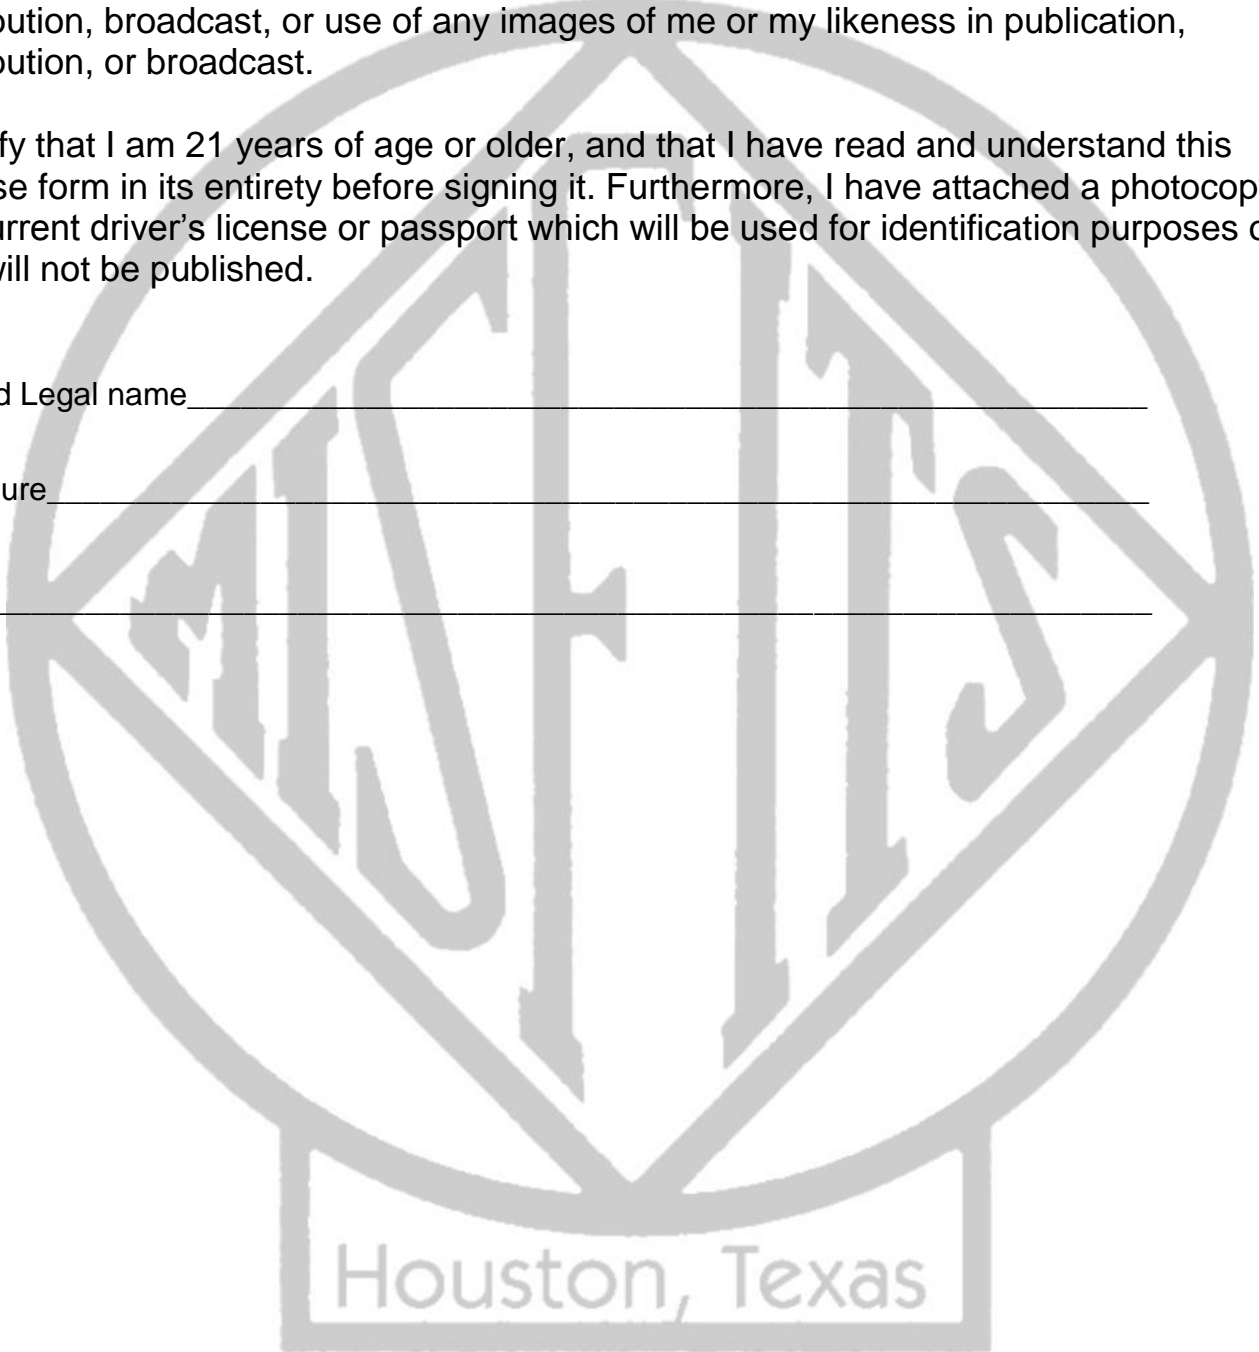 bution, broadcast, or use of any images of me or my likeness in publication,
bution, or broadcast.
fy that I am 21 years of age or older, and that I have read and understand this
se form in its entirety before signing it. Furthermore, I have attached a photocop
urrent driver’s license or passport which will be used for identification purposes o
will not be published.
d Legal name
ure
MISFITS
Houston, Texas